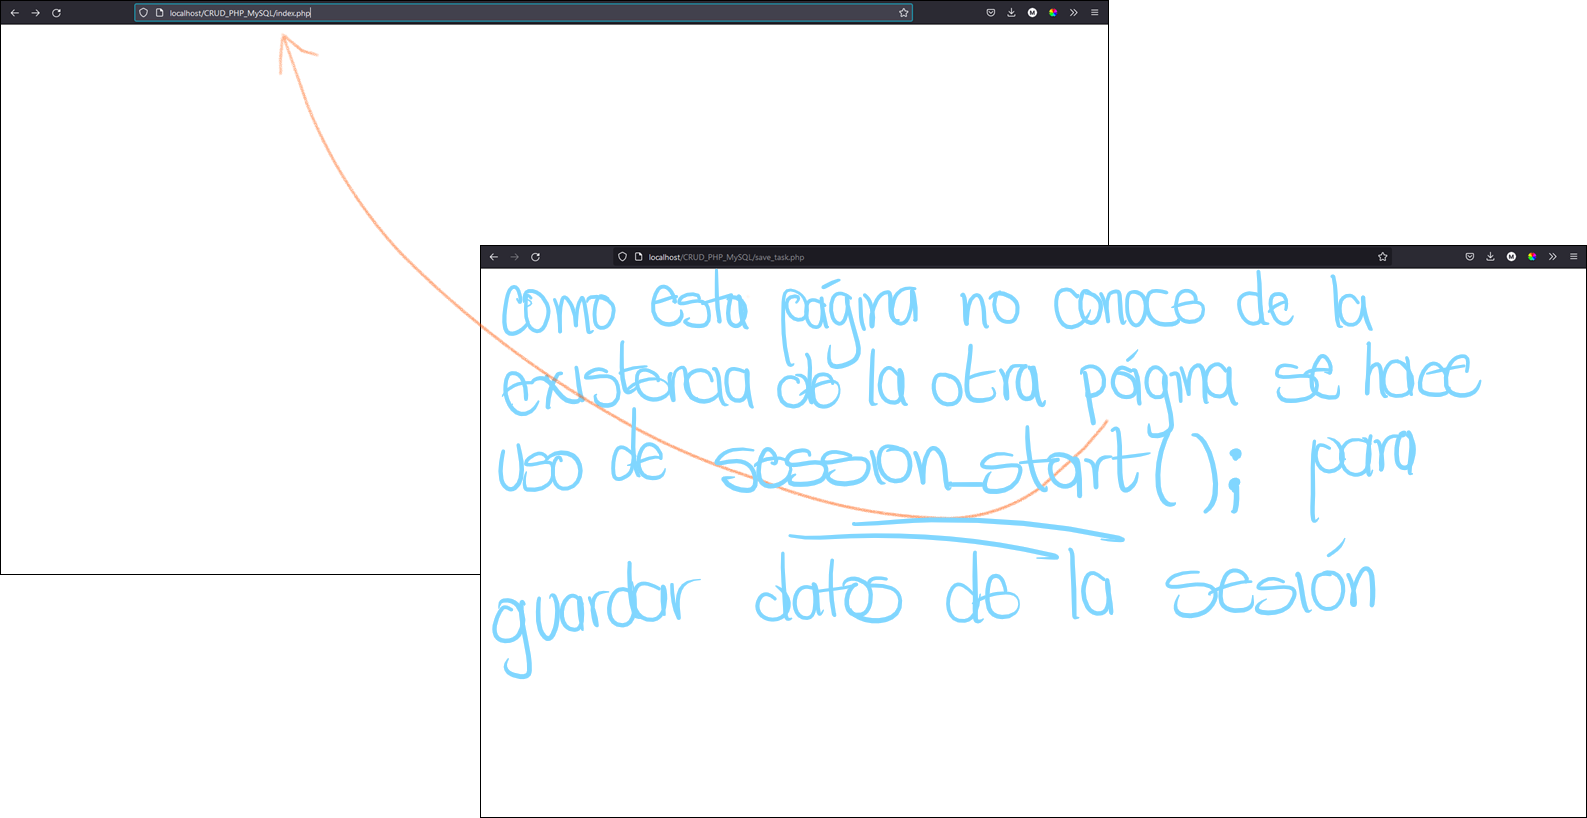 localhost/CRUD_PHP_MySQL/index.php
M
localhost/CRUD_PHP_MySQL/save_task.php
M
como esta página no conoce de la
existencia de la otra página se hace
uso de session_start(); para
guardar datos de la sesión